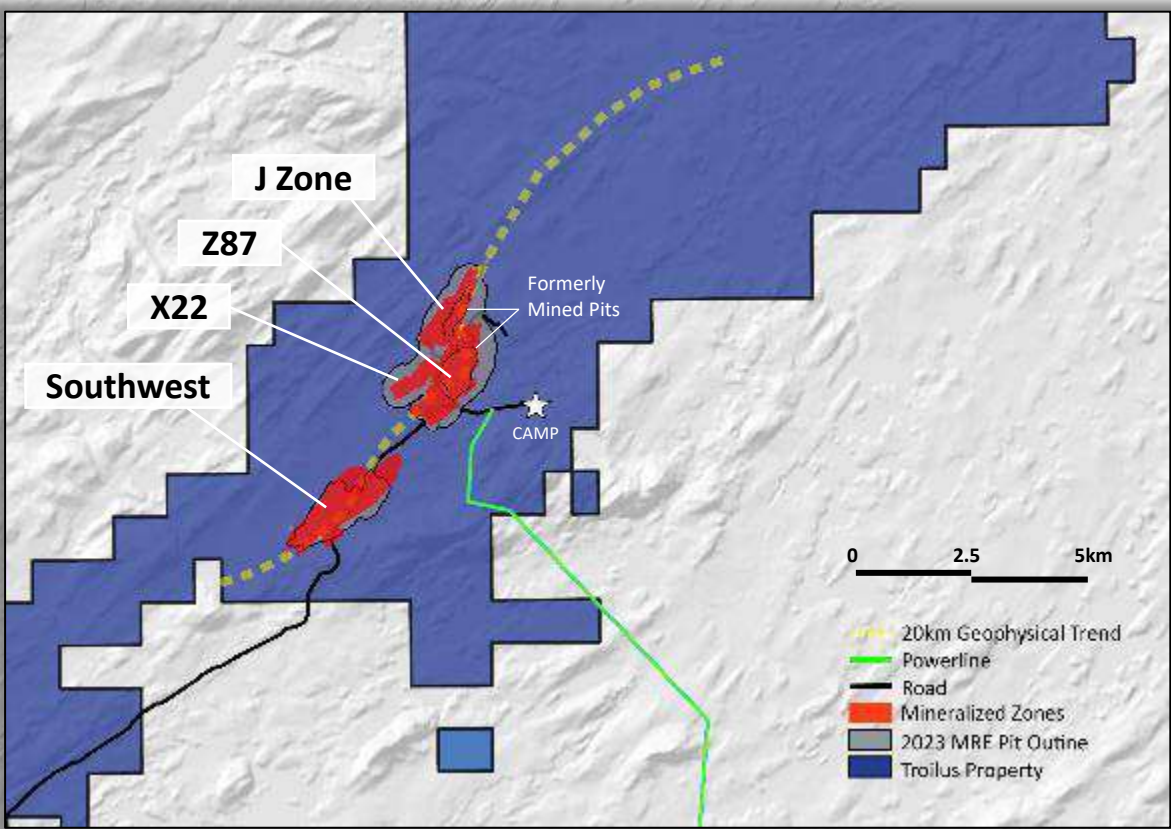 J Zone
Z87
X22
Southwest
Formerly
Mined Pits
CAMP
0 2.5 5km
20km Geophysical Trend
Powerline
Road
Mineralized Zones
2023 MRE Pit Outine
Troilus Property